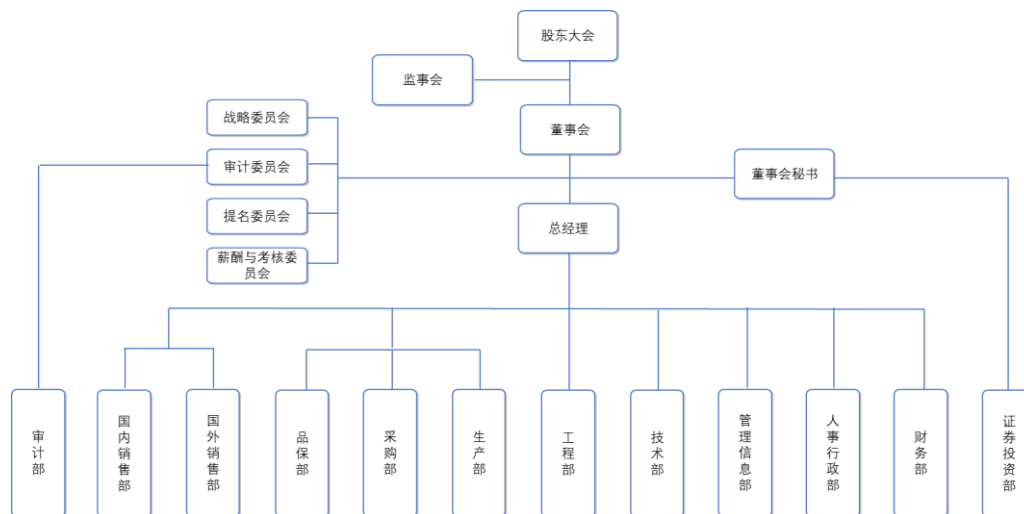 股东大会
监事会
战略委员会
董事会
审计委员会
董事会秘书
提名委员会
总经理
薪酬与考核委
员会
审计部
国内销售部
国外销售部
品保部
采购部
生产部
工程部
技术部
管理信息部
人事行政部
财务部
证券投资部